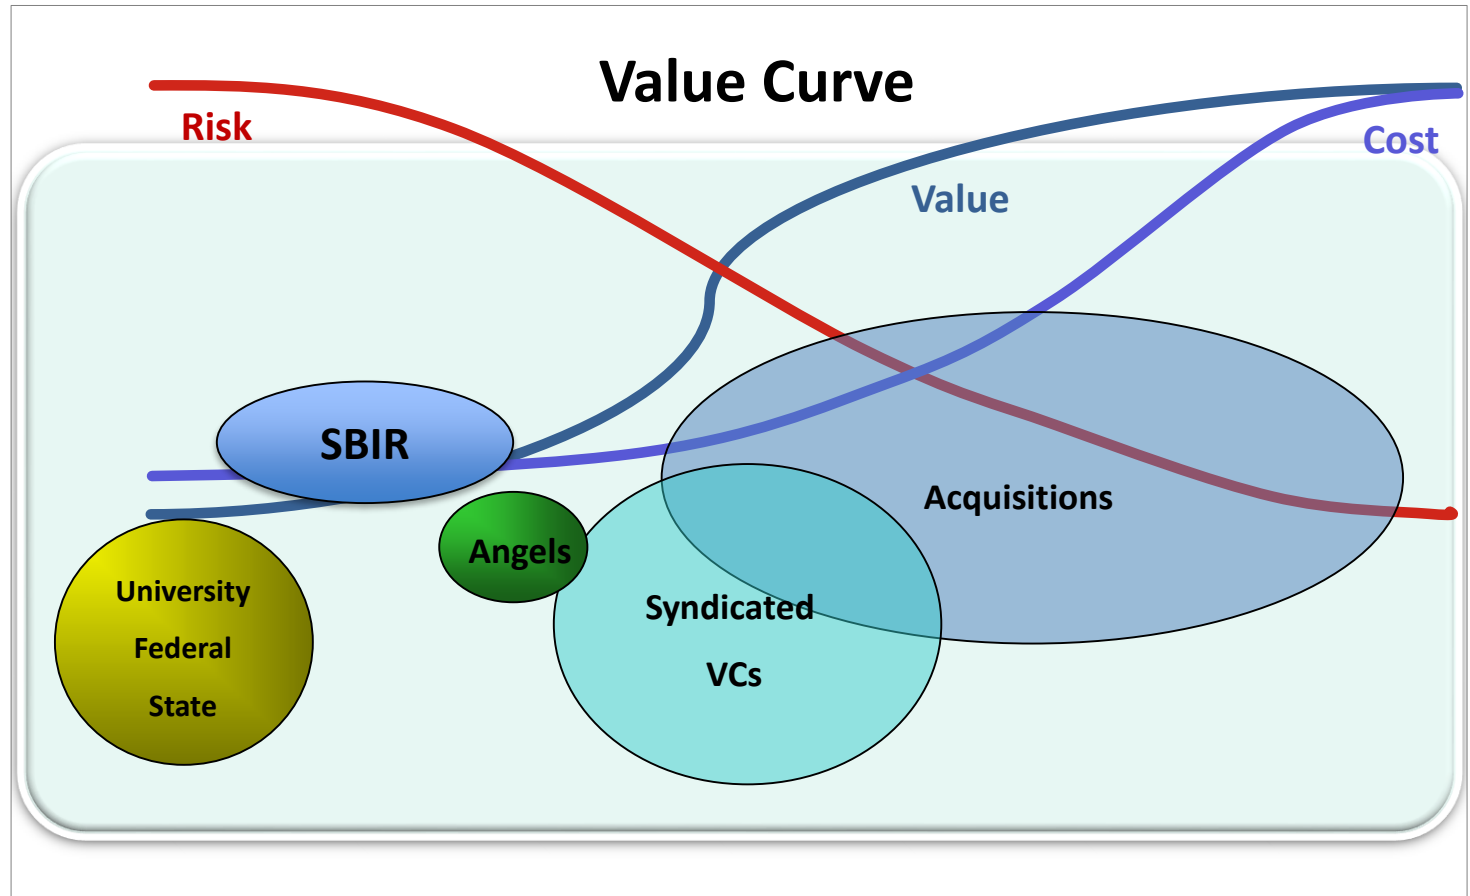 Value Curve
Risk
Cost
Value
SBIR
Acquisitions
Angels
University
Federal
State
Syndicated
VCs